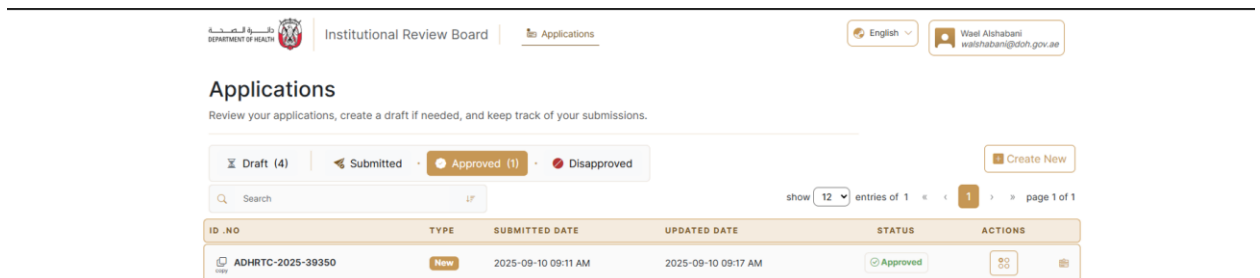 دائـــرة الـصـحــة
DEPARTMENT OF HEALTH
Institutional Review Board
Applications
English
Wael Alshabani
walshabani@doh.gov.ae
Applications
Review your applications, create a draft if needed, and keep track of your submissions.
Draft (4) Submitted Approved (1) Disapproved
Create New
Search
show 12 entries of 1 « ‹ 1 › » page 1 of 1
ID .NO TYPE SUBMITTED DATE UPDATED DATE STATUS ACTIONS
copy ADHRTC-2025-39350 New 2025-09-10 09:11 AM 2025-09-10 09:17 AM Approved